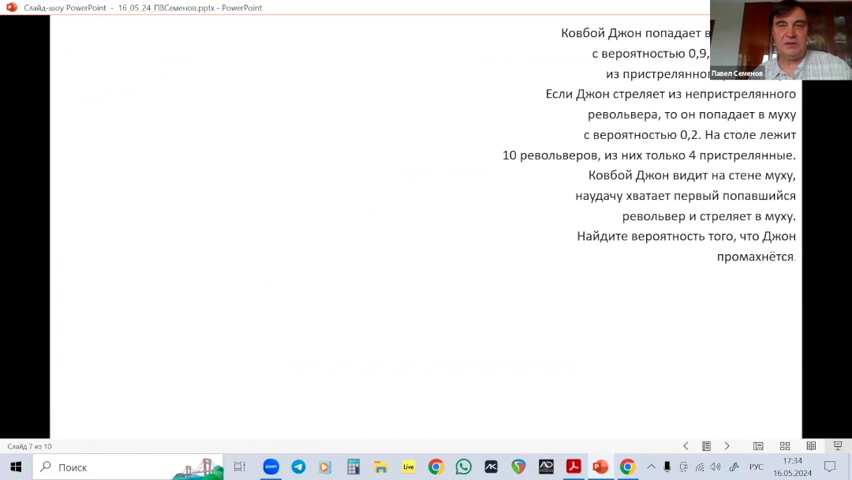 Слайд-шоу PowerPoint - 16_05_24_ПВСеменов.pptx - PowerPoint
Ковбой Джон попадает в
с вероятностью 0,9,
из пристрелянного
Павел Семенов
Если Джон стреляет из непристрелянного
револьвера, то он попадает в муху
с вероятностью 0,2. На столе лежит
10 револьверов, из них только 4 пристрелянные.
Ковбой Джон видит на стене муху,
наудачу хватает первый попавшийся
револьвер и стреляет в муху.
Найдите вероятность того, что Джон
промахнётся.
Слайд 7 из 10
Поиск
zoom
Live
РУС
17:34
16.05.2024